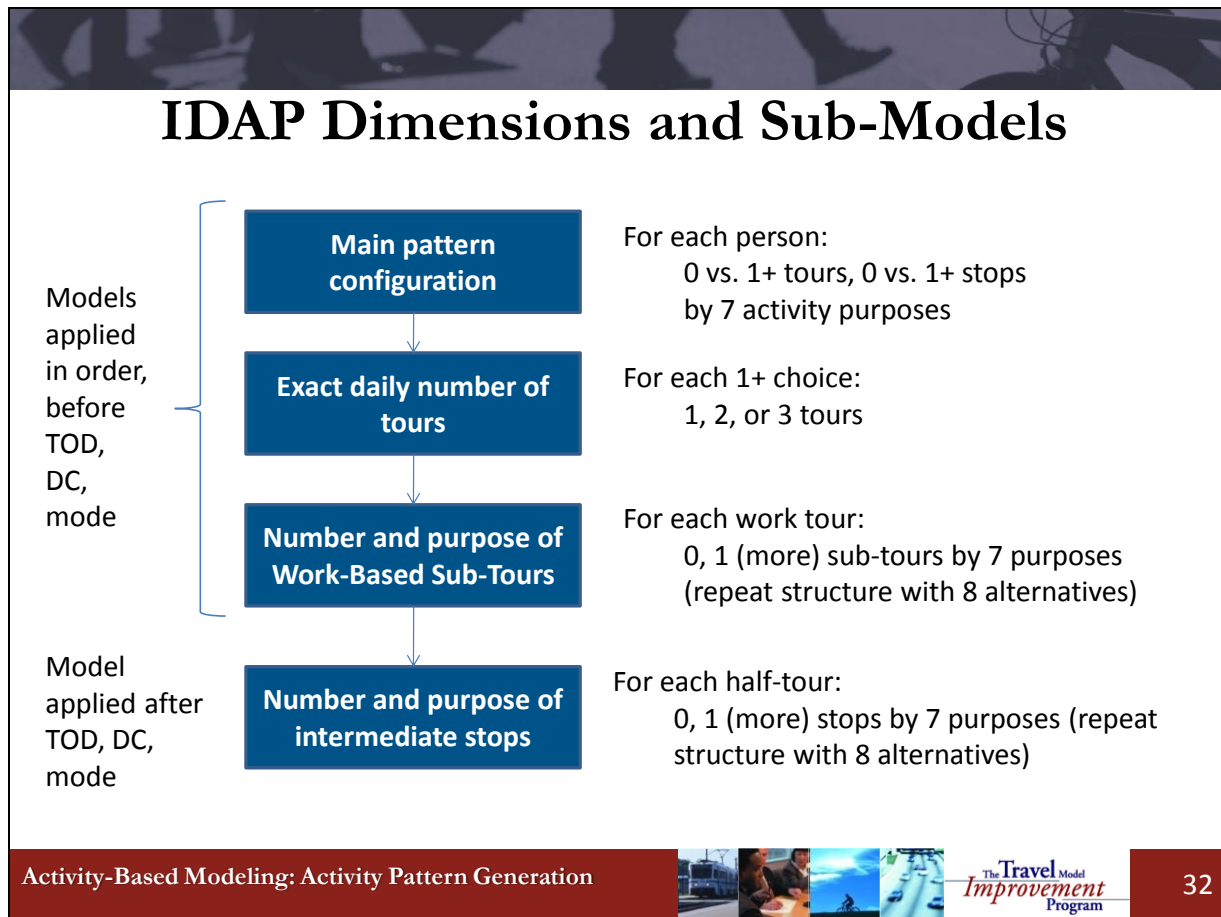 IDAP Dimensions and Sub-Models
Models
applied
in order,
before
TOD,
DC,
mode
Main pattern
configuration
For each person:
0 vs. 1+ tours, 0 vs. 1+ stops
by 7 activity purposes
Exact daily number of
tours
For each 1+ choice:
1, 2, or 3 tours
Number and purpose of
Work-Based Sub-Tours
For each work tour:
0, 1 (more) sub-tours by 7 purposes
(repeat structure with 8 alternatives)
Model
applied after
TOD, DC,
mode
Number and purpose of
intermediate stops
For each half-tour:
0, 1 (more) stops by 7 purposes (repeat
structure with 8 alternatives)
Activity-Based Modeling: Activity Pattern Generation
The Travel Model
Improvement
Program
32